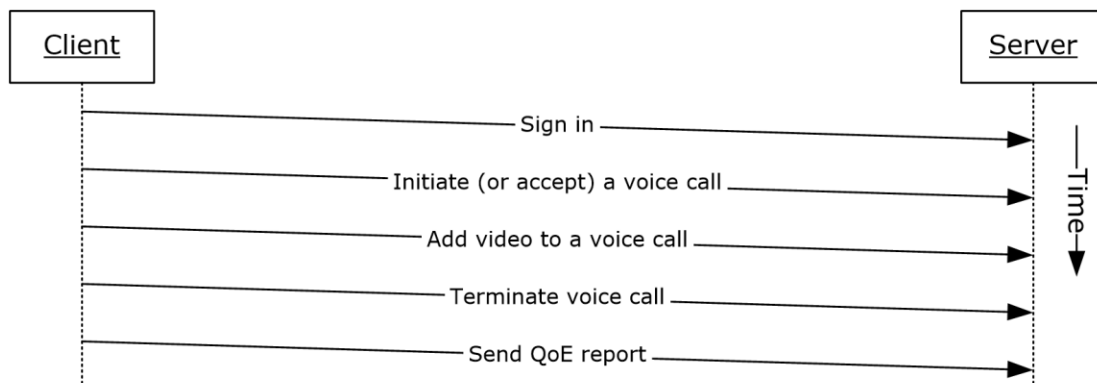 Client
Server
Sign in
Initiate (or accept) a voice call
Add video to a voice call
Terminate voice call
Send QoE report
Time